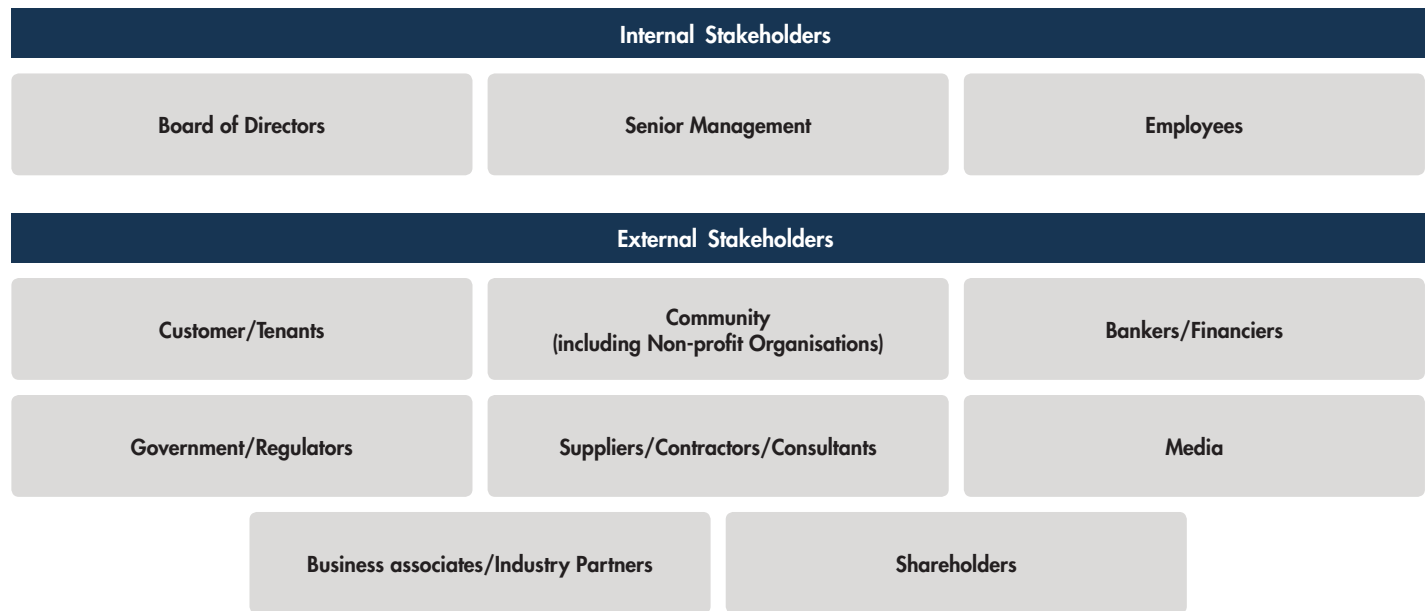 Internal Stakeholders
Board of Directors
Senior Management
Employees
External Stakeholders
Customer/Tenants
Community
(including Non-profit Organisations)
Bankers/Financiers
Government/Regulators
Suppliers/Contractors/Consultants
Media
Business associates/Industry Partners
Shareholders